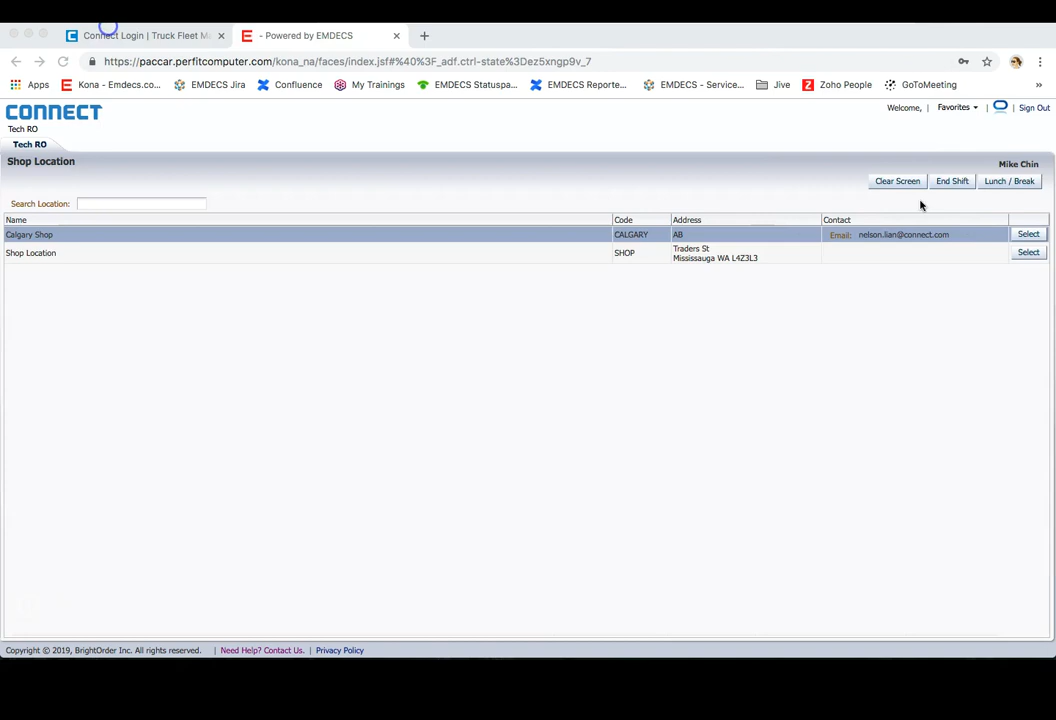 Connect Login | Truck Fleet Ma
- Powered by EMDECS
https://paccar.perfitcomputer.com/kona_na/faces/index.jsf#%40%3F_adf.ctrl-state%3Dez5xngp9v_7
Apps Kona - Emdecs.co... EMDECS Jira Confluence My Trainings EMDECS Statuspa... EMDECS Reporte... EMDECS - Service... Jive Zoho People GoToMeeting »
CONNECT Welcome, | Favorites | | Sign Out
Tech RO
Tech RO
Shop Location Mike Chin
Clear Screen End Shift Lunch / Break
Search Location:
Name Code Address Contact
Calgary Shop CALGARY AB Email: nelson.lian@connect.com Select
Shop Location SHOP Traders St
Mississauga WA L4Z3L3 Select
Copyright © 2019, BrightOrder Inc. All rights reserved. | Need Help? Contact Us. | Privacy Policy